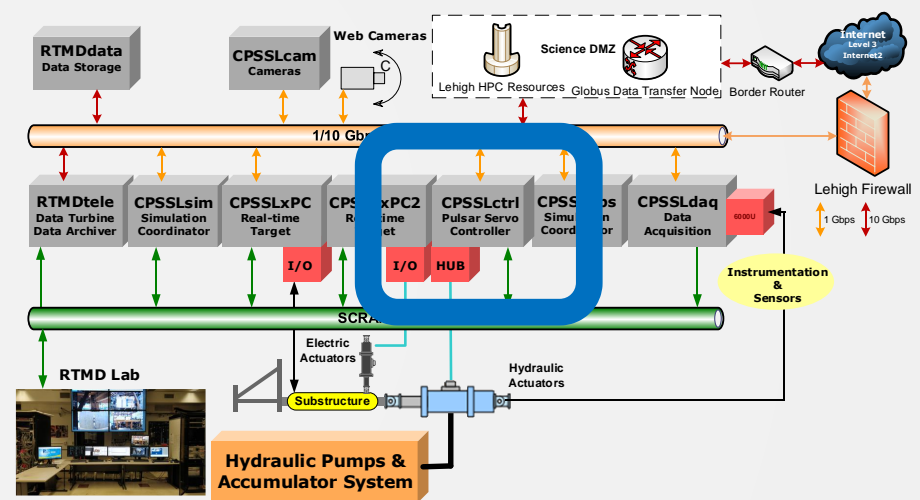 RTMDdata
Data Storage
CPSSLcam
Cameras
Web Cameras
C
Science DMZ
Lehigh HPC Resources
Globus Data Transfer Node
Border Router
Internet
Level 3
Internet2
1/10
Lehigh Firewall
1 Gbps
10 Gbps
RTMDtele
Data Turbine
Data Archiver
CPSSLsim
Simulation
Coordinator
CPSSLxPC
Real-time
Target
CPSSLctrl
Pulsar Servo
Controller
CPSSLdaq
Data
Acquisition
6000U
I/O
I/O
HUB
Instrumentation
&
Sensors
Electric
Actuators
Hydraulic
Actuators
RTMD Lab
Substructure
Hydraulic Pumps &
Accumulator System